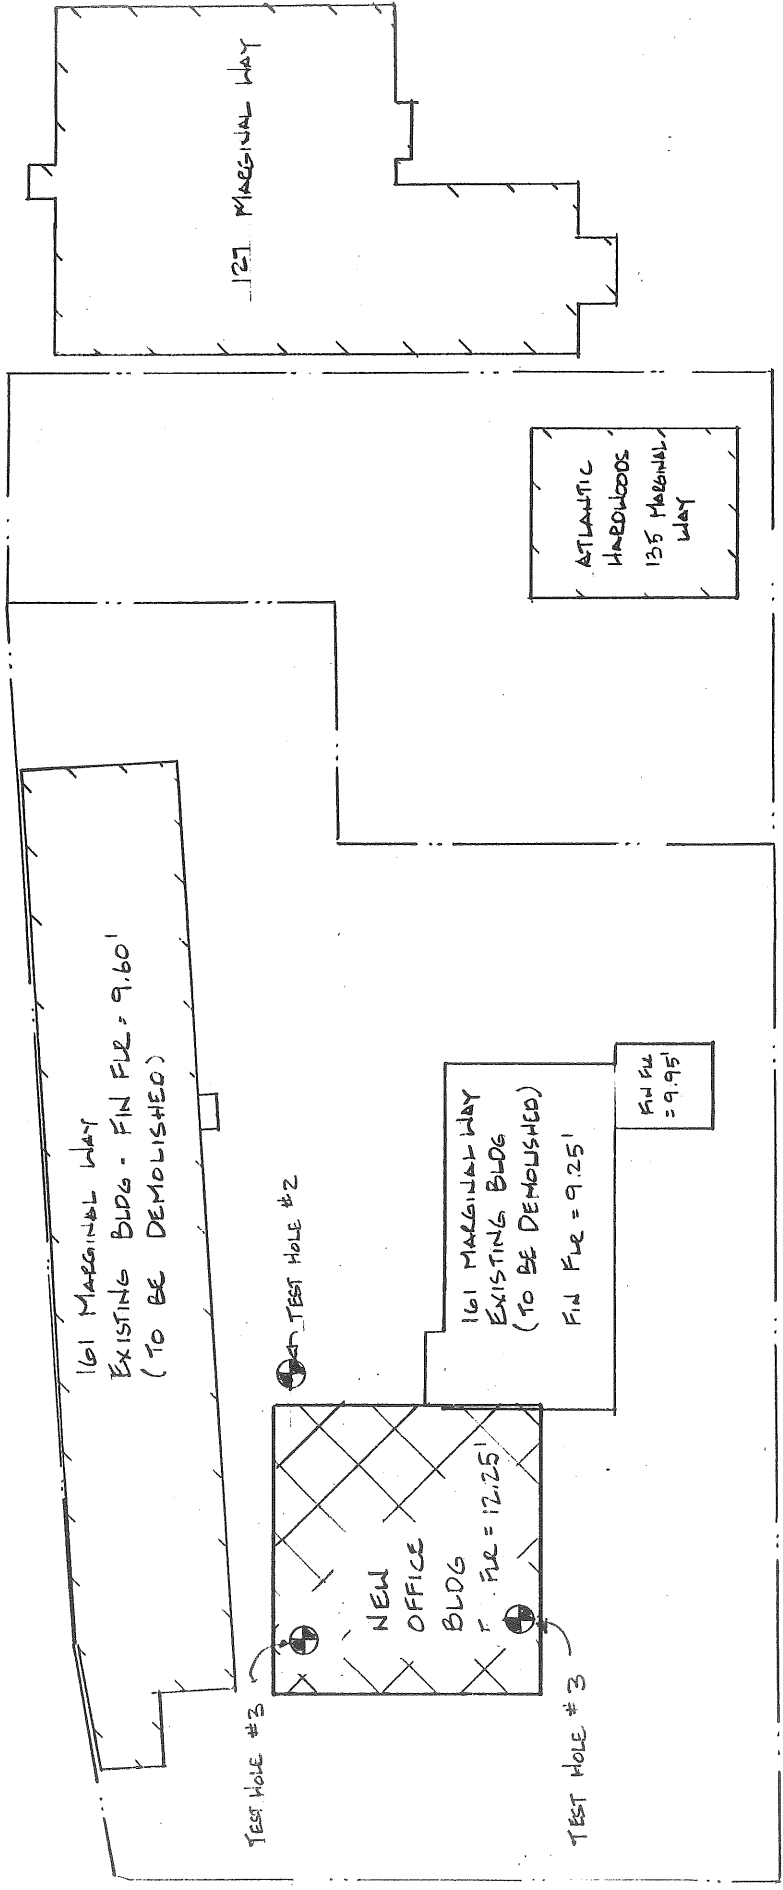 129 MARGINAL WAY
ATLANTIC
HARDWOODS
135 MARGINAL
WAY
161 MARGINAL WAY
EXISTING BLDG - FIN FLR = 9.60'
(TO BE DEMOLISHED)
161 MARGINAL WAY
EXISTING BLDG
(TO BE DEMOLISHED)
FIN FLR = 9.25'
FIN FLR
= 9.95'
TEST HOLE #2
NEW
OFFICE
BLDG
FLR = 12.25'
TEST HOLE #3
TEST HOLE #3